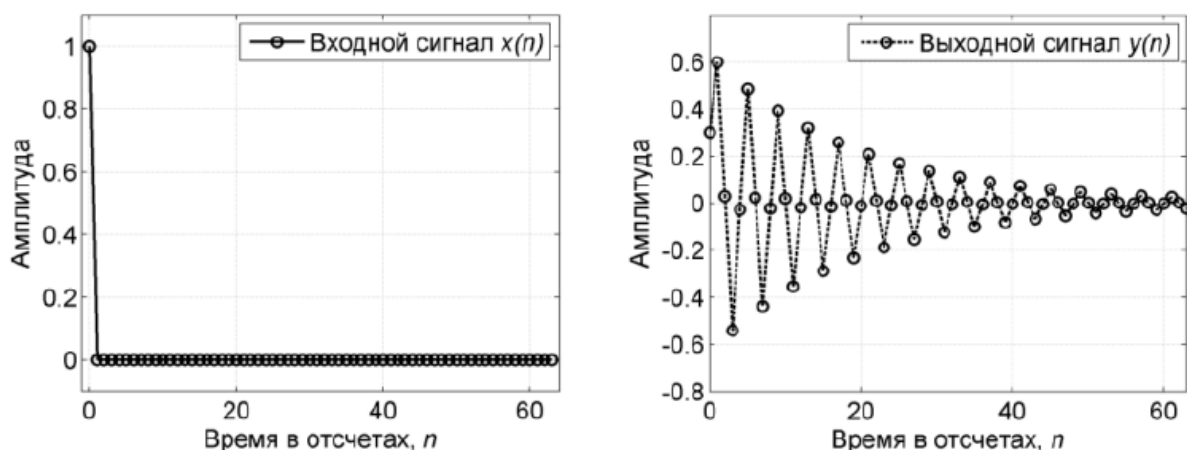 Входной сигнал x(n)
1
0.8
0.6
0.4
0.2
0
Амплитуда
0 20 40 60
Время в отсчетах, n
Выходной сигнал y(n)
0.6
0.4
0.2
0
-0.2
-0.4
-0.6
-0.8
Амплитуда
0 20 40 60
Время в отсчетах, n